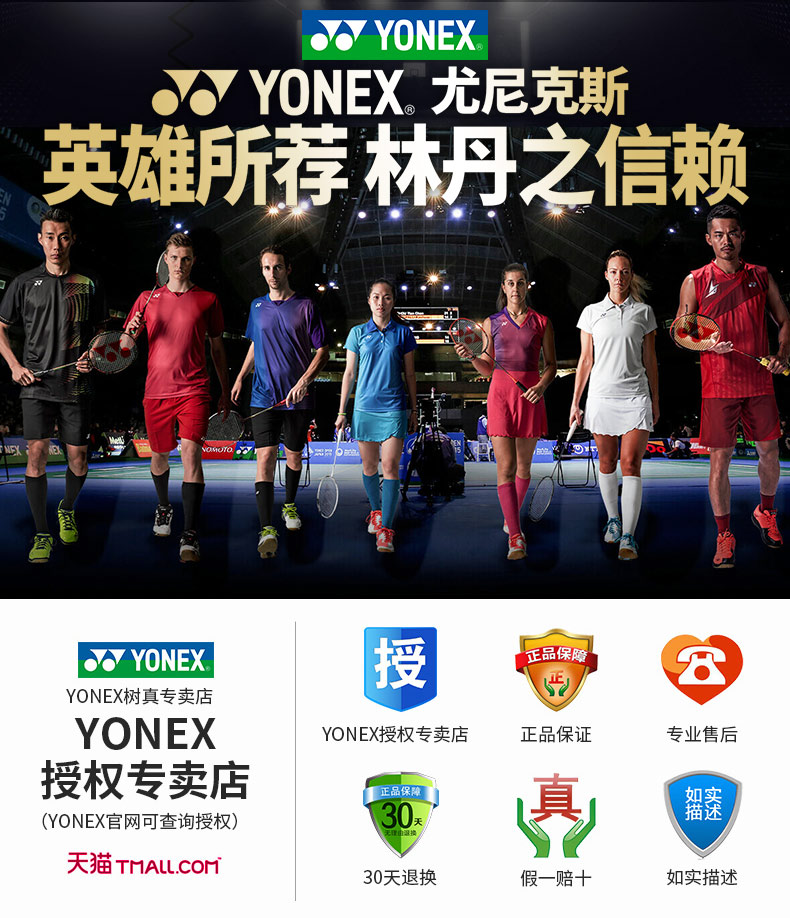 YONEX®
YONEX® 尤尼克斯
英雄所荐 林丹之信赖
YONEX
YONEX树真专卖店
YONEX
授权专卖店
（YONEX官网可查询授权）
天猫 TMALL.COM
授
YONEX授权专卖店
正品保障
正
正品保证
专业售后
正品保障
30天
无理由退换
30天退换
真
假一赔十
如实
描述
如实描述